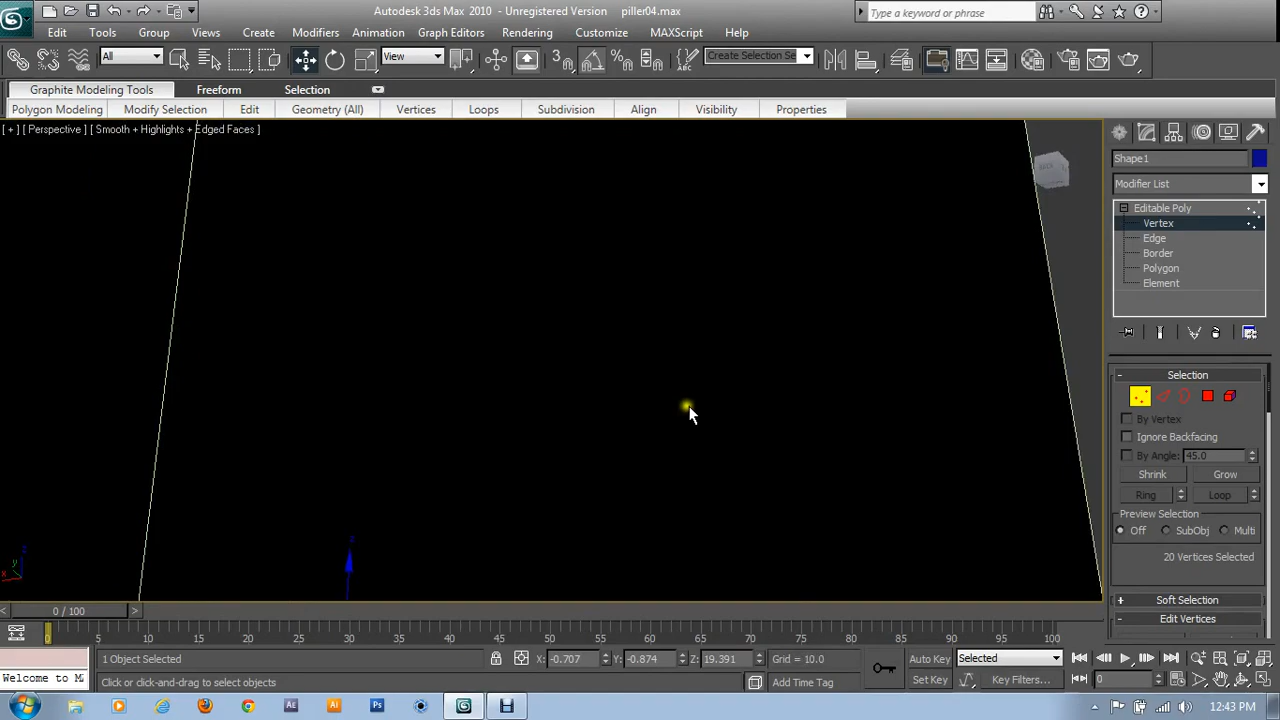 Autodesk 3ds Max 2010 - Unregistered Version piller04.max
Type a keyword or phrase
Edit Tools Group Views Create Modifiers Animation Graph Editors Rendering Customize MAXScript Help
All View 3 Create Selection Se
Graphite Modeling Tools Freeform Selection
Polygon Modeling Modify Selection Edit Geometry (All) Vertices Loops Subdivision Align Visibility Properties
[ + ] [ Perspective ] [ Smooth + Highlights + Edged Faces ]
Shape1
Modifier List
Editable Poly
Vertex
Edge
Border
Polygon
Element
Selection
By Vertex
Ignore Backfacing
By Angle: 45.0
Shrink Grow
Ring Loop
Preview Selection
Off SubObj Multi
20 Vertices Selected
Soft Selection
Edit Vertices
z
z
y
x
< 0 / 100 >
0 5 10 15 20 25 30 35 40 45 50 55 60 65 70 75 80 85 90 95 100
1 Object Selected X: -0.707 Y: -0.874 Z: 19.391 Grid = 10.0 Auto Key Selected
Welcome to M Click or click-and-drag to select objects Add Time Tag Set Key Key Filters... 0
Ae Ai Ps 12:43 PM